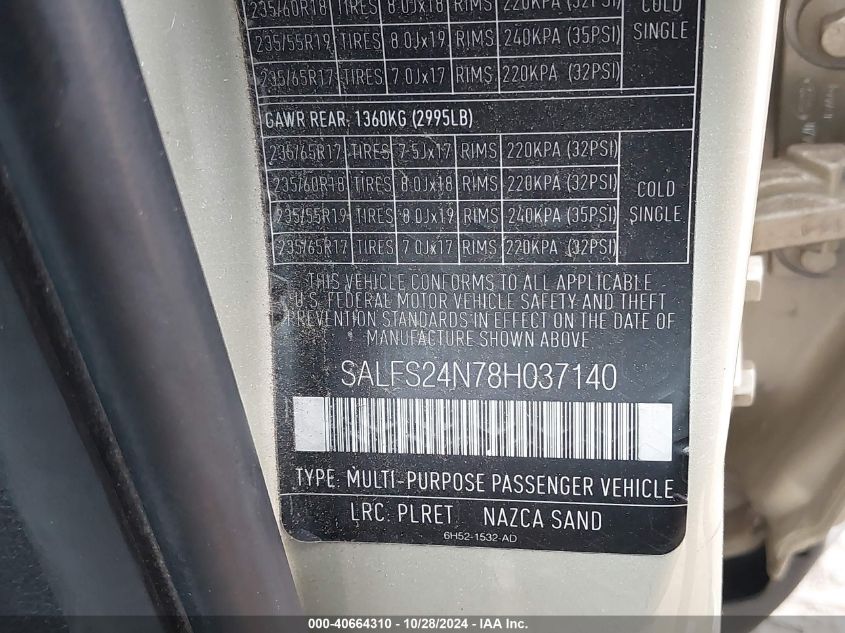 235/60R18 TIRES 8.0Jx18 RIMS 220KPA (32PSI) COLD
235/55R19 TIRES 8.0Jx19 RIMS 240KPA (35PSI) SINGLE
235/65R17 TIRES 7.0Jx17 RIMS 220KPA (32PSI)
GAWR REAR: 1360KG (2995LB)
235/65R17 TIRES 7.5Jx17 RIMS 220KPA (32PSI)
235/60R18 TIRES 8.0Jx18 RIMS 220KPA (32PSI) COLD
235/55R19 TIRES 8.0Jx19 RIMS 240KPA (35PSI) SINGLE
235/65R17 TIRES 7.0Jx17 RIMS 220KPA (32PSI)
THIS VEHICLE CONFORMS TO ALL APPLICABLE
U.S. FEDERAL MOTOR VEHICLE SAFETY AND THEFT
PREVENTION STANDARDS IN EFFECT ON THE DATE OF
MANUFACTURE SHOWN ABOVE
SALFS24N78H037140
TYPE: MULTI-PURPOSE PASSENGER VEHICLE
LRC: PLRET NAZCA SAND
6H52-1532-AD
000-40664310 - 10/28/2024 - IAA Inc.